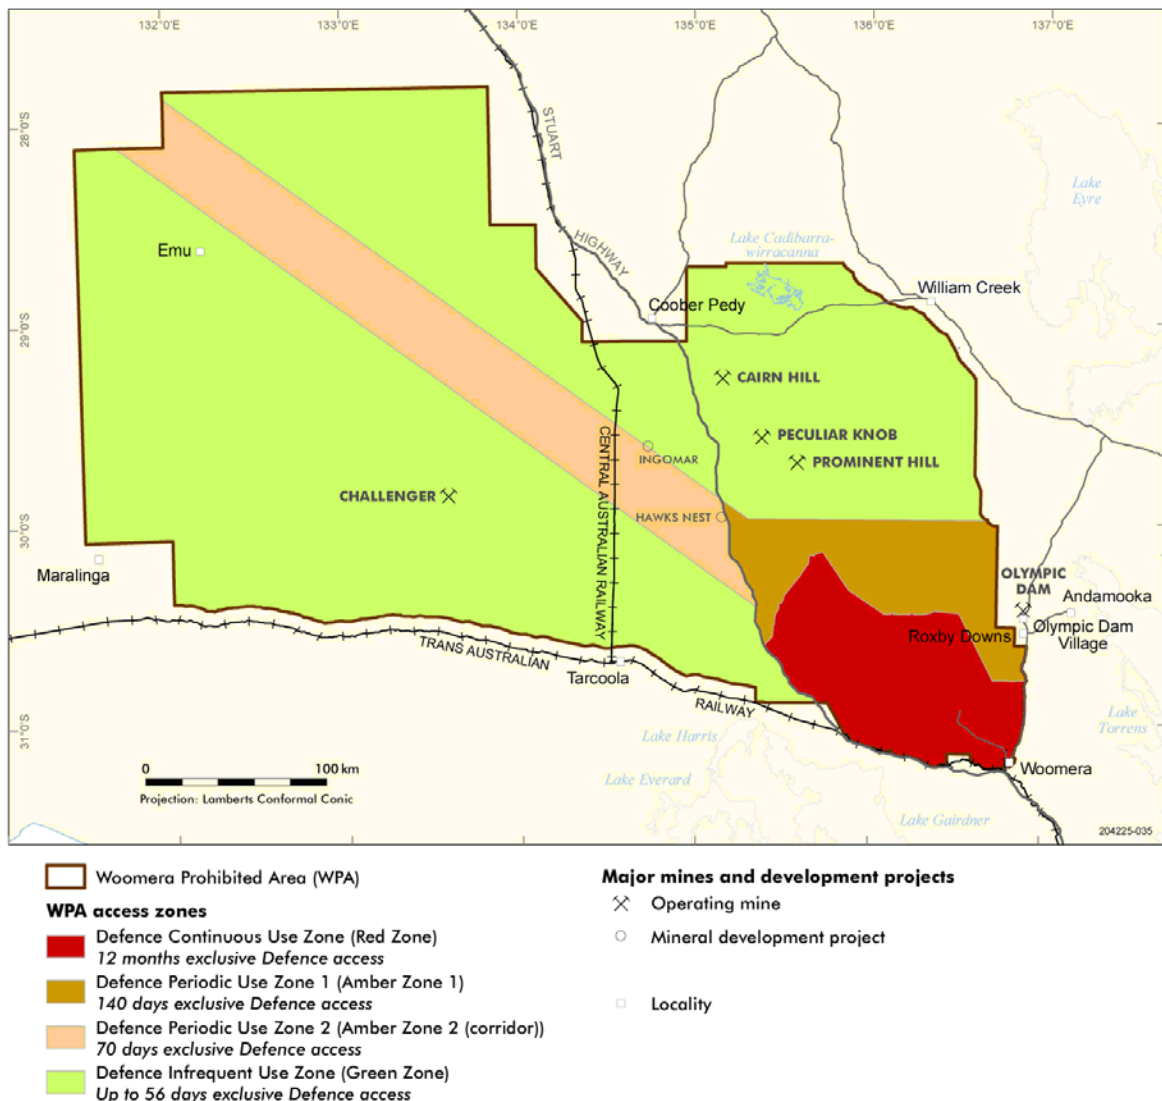 132°0'E
133°0'E
134°0'E
135°0'E
136°0'E
137°0'E
28°0'S
29°0'S
30°0'S
31°0'S
STUART
HIGHWAY
Lake
Eyre
Lake Cadibarra-
wirracanna
Emu
William Creek
Coober Pedy
CAIRN HILL
PECULIAR KNOB
PROMINENT HILL
INGOMAR
CENTRAL AUSTRALIAN RAILWAY
CHALLENGER
HAWKS NEST
Maralinga
OLYMPIC
DAM
Andamooka
Roxby Downs
Olympic Dam
Village
TRANS AUSTRALIAN
RAILWAY
Tarcoola
Lake Harris
Lake
Torrens
Lake Everard
Woomera
Lake Gairdner
0
100 km
Projection: Lamberts Conformal Conic
204225-035
Woomera Prohibited Area (WPA)
WPA access zones
Defence Continuous Use Zone (Red Zone)
12 months exclusive Defence access
Defence Periodic Use Zone 1 (Amber Zone 1)
140 days exclusive Defence access
Defence Periodic Use Zone 2 (Amber Zone 2 (corridor))
70 days exclusive Defence access
Defence Infrequent Use Zone (Green Zone)
Up to 56 days exclusive Defence access
Major mines and development projects
Operating mine
Mineral development project
Locality